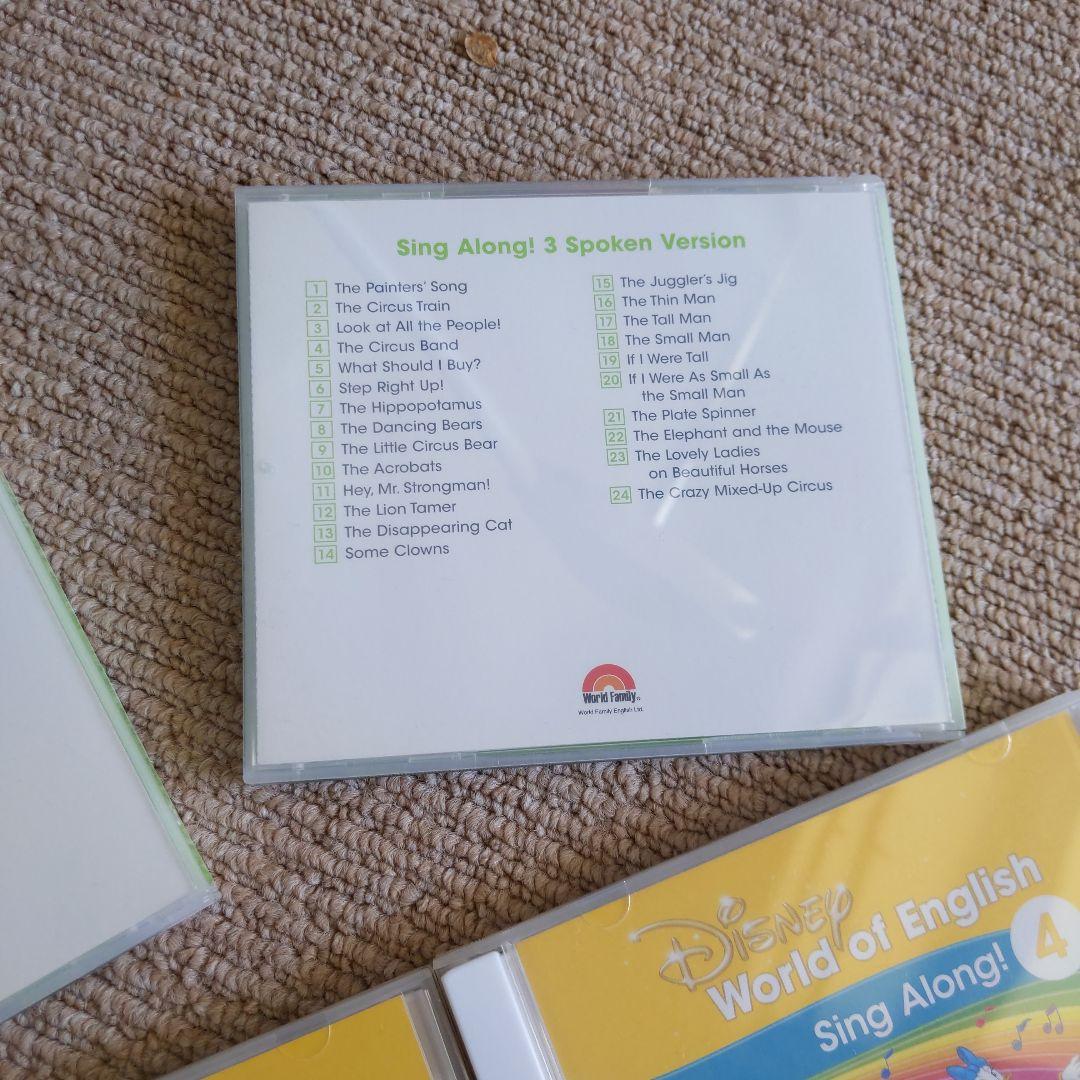 Sing Along! 3 Spoken Version
1 The Painters' Song
2 The Circus Train
3 Look at All the People!
4 The Circus Band
5 What Should I Buy?
6 Step Right Up!
7 The Hippopotamus
8 The Dancing Bears
9 The Little Circus Bear
10 The Acrobats
11 Hey, Mr. Strongman!
12 The Lion Tamer
13 The Disappearing Cat
14 Some Clowns
15 The Juggler's Jig
16 The Thin Man
17 The Tall Man
18 The Small Man
19 If I Were Tall
20 If I Were As Small As
the Small Man
21 The Plate Spinner
22 The Elephant and the Mouse
23 The Lovely Ladies
on Beautiful Horses
24 The Crazy Mixed-Up Circus
World Family
World Family English Ltd.
Disney
World of English
Sing Along! 4